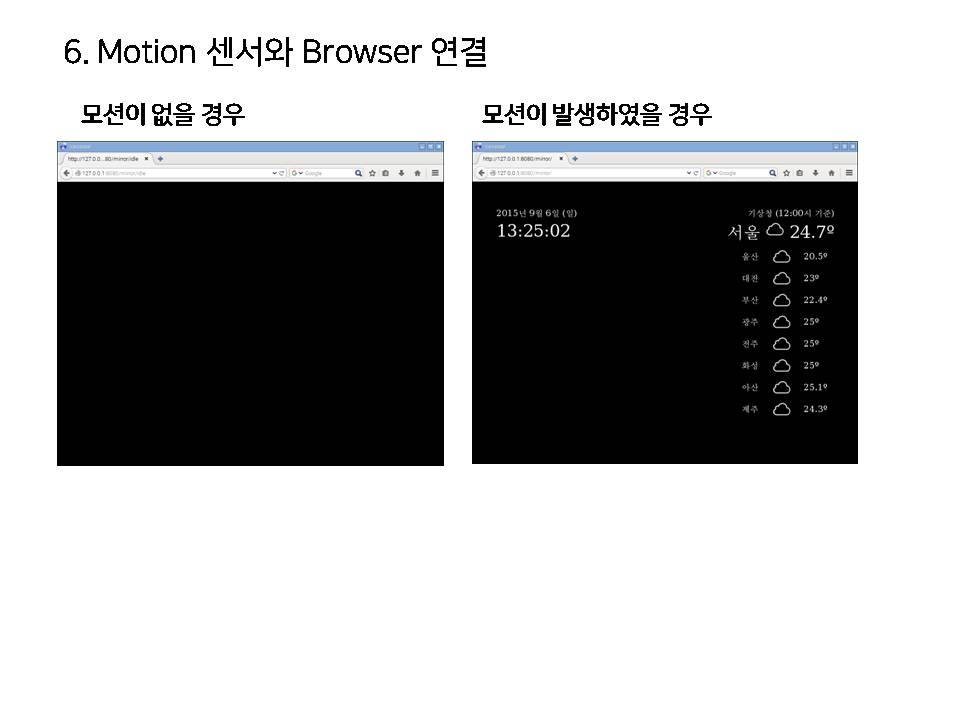 6. Motion 센서와 Browser 연결
모션이 없을 경우
모션이 발생하였을 경우
http://127.0.0...80/mirror/idle
127.0.0.1:8080/mirror/idle
Google
http://127.0.0.1:8080/mirror/
127.0.0.1:8080/mirror/
Google
2015년 9월 6일 (일)
13:25:02
기상청 (12:00시 기준)
서울 24.7º
울산 20.5º
대전 23º
부산 22.4º
광주 25º
전주 25º
화성 25º
아산 25.1º
제주 24.3º